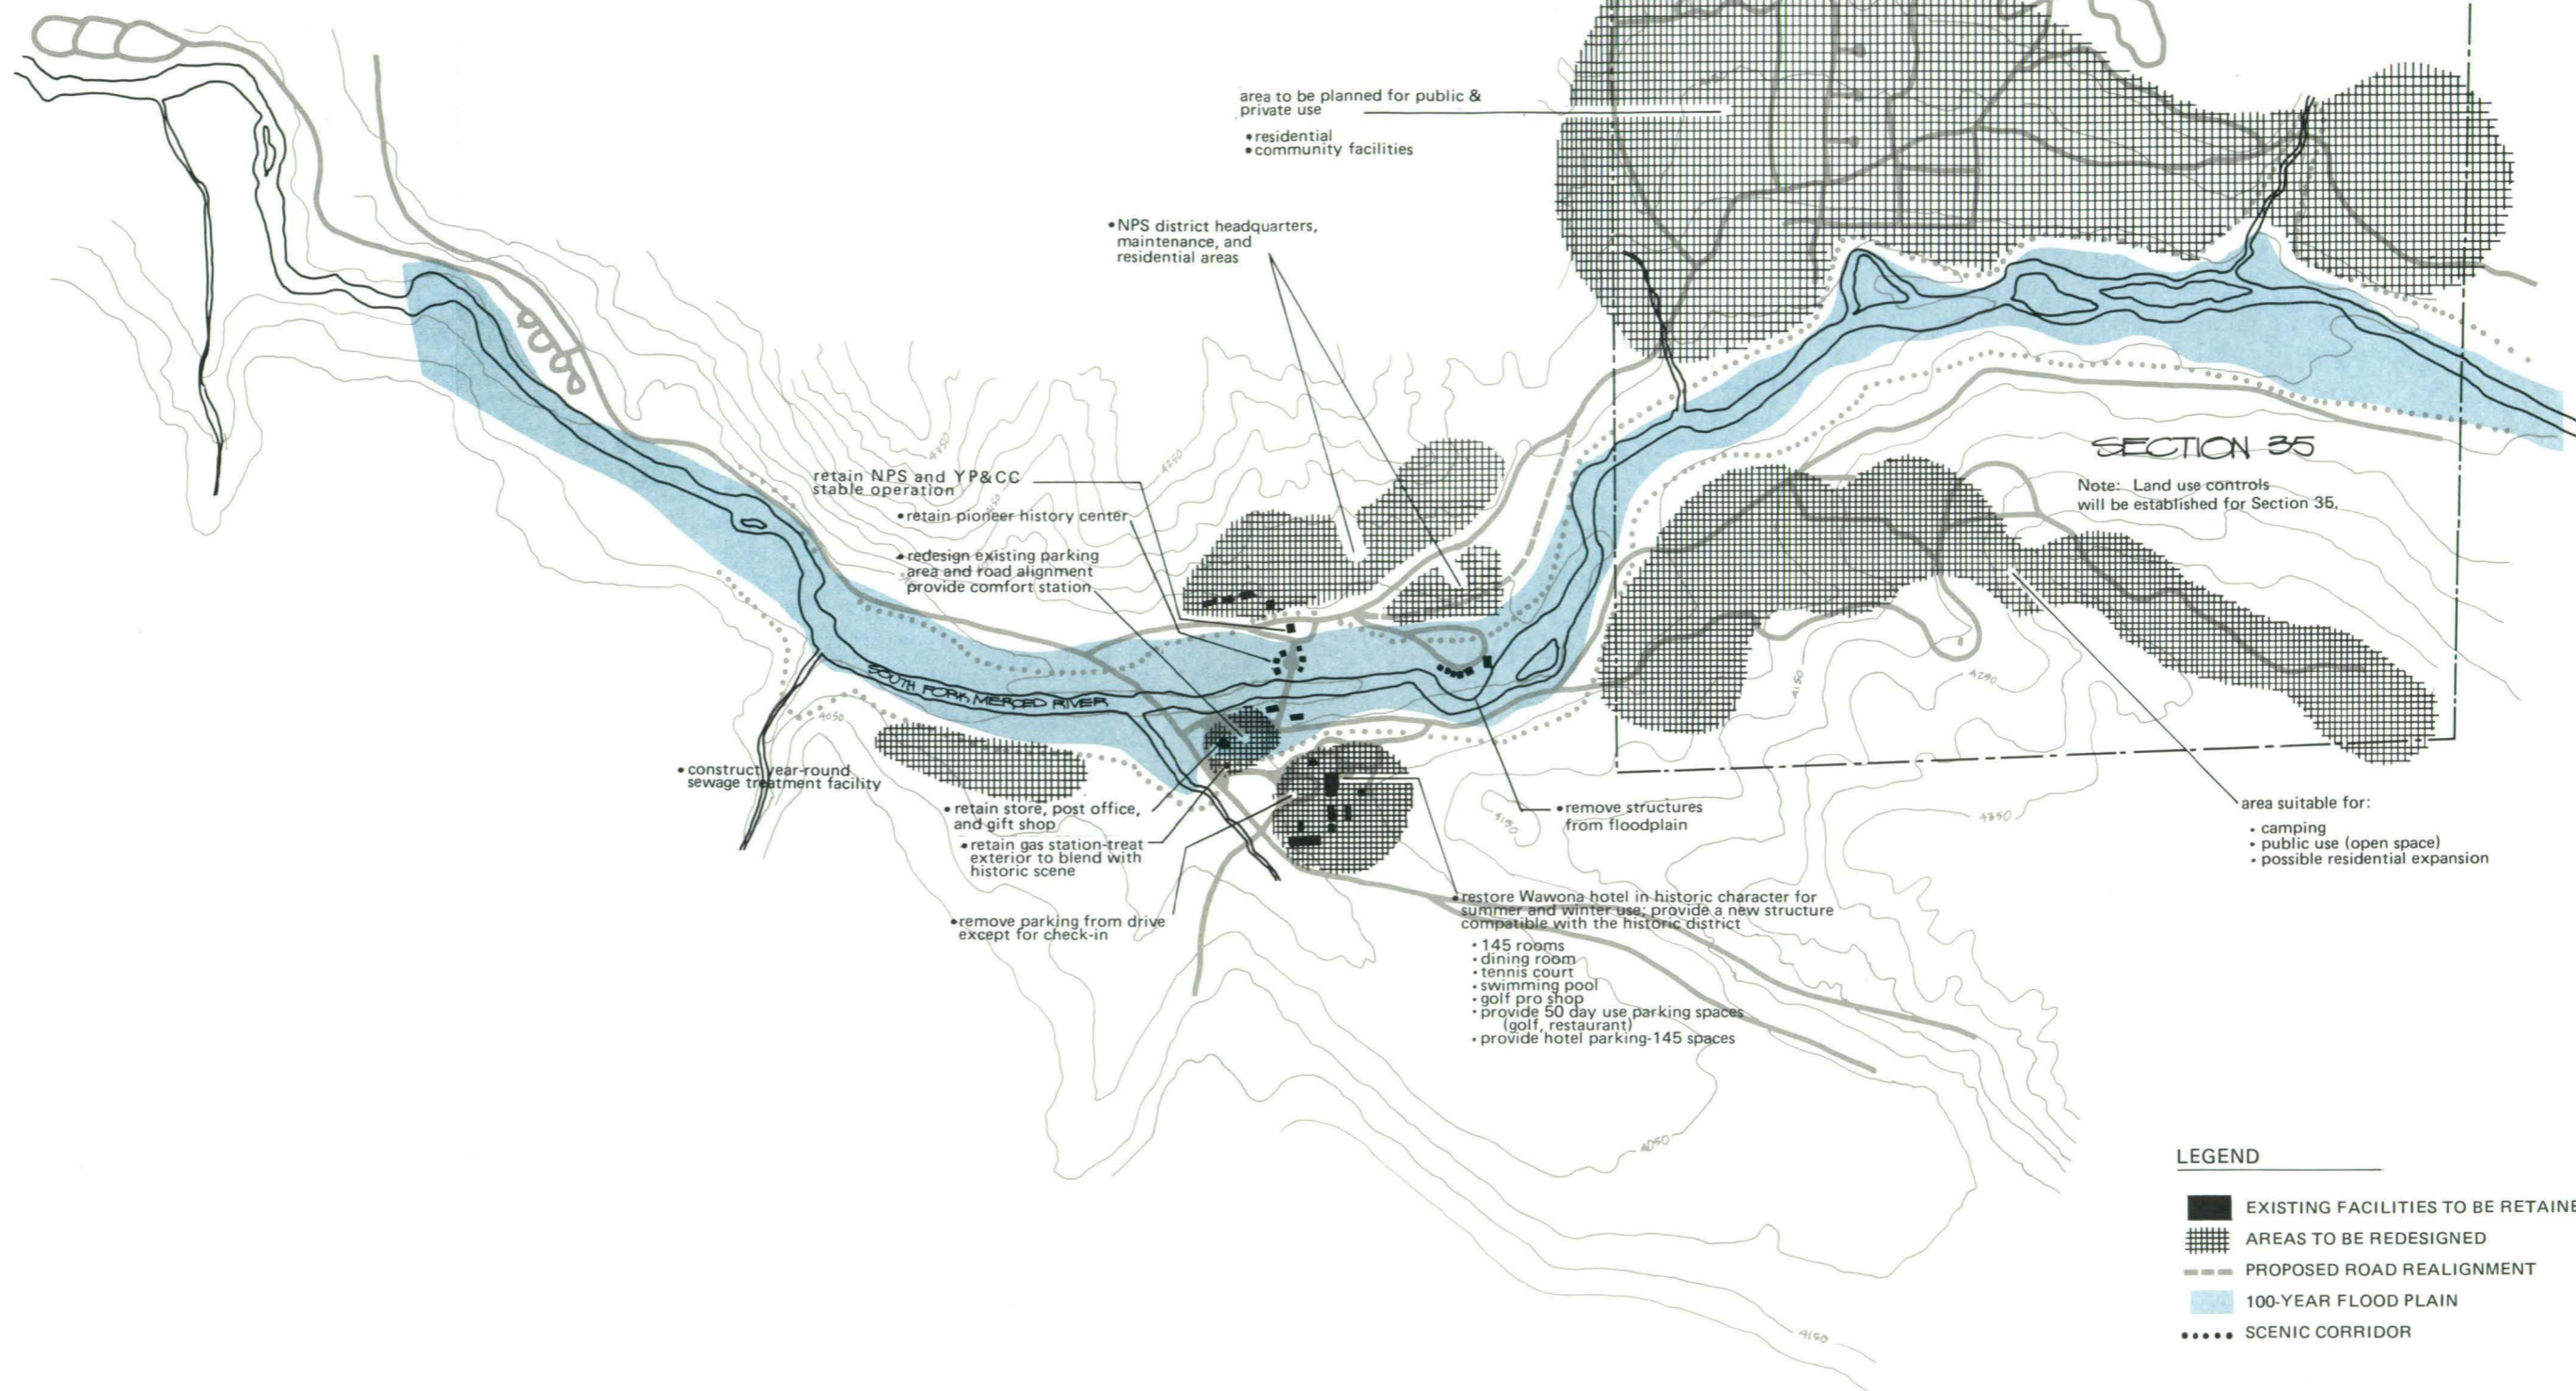 area to be planned for public &
private use
• residential
• community facilities
• NPS district headquarters,
maintenance, and
residential areas
SECTION 35
Note: Land use controls
will be established for Section 35.
retain NPS and YP&CC
stable operation
• retain pioneer history center
• redesign existing parking
area and road alignment
provide comfort station
4350
4250
SOUTH FORK MERCED RIVER
4050
4150
4250
• construct year-round
sewage treatment facility
• retain store, post office,
and gift shop
• retain gas station-treat
exterior to blend with
historic scene
• remove parking from drive
except for check-in
• remove structures
from floodplain
4150
4350
area suitable for:
• camping
• public use (open space)
• possible residential expansion
• restore Wawona hotel in historic character for
summer and winter use; provide a new structure
compatible with the historic district
• 145 rooms
• dining room
• tennis court
• swimming pool
• golf pro shop
• provide 50 day use parking spaces
(golf, restaurant)
• provide hotel parking-145 spaces
4050
4150
LEGEND
EXISTING FACILITIES TO BE RETAINE
AREAS TO BE REDESIGNED
PROPOSED ROAD REALIGNMENT
100-YEAR FLOOD PLAIN
SCENIC CORRIDOR